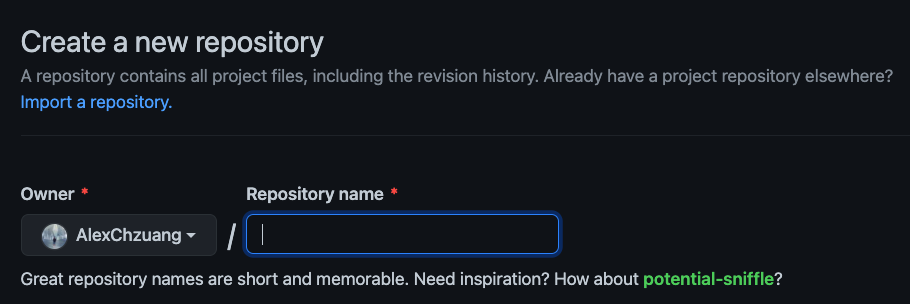 Create a new repository
A repository contains all project files, including the revision history. Already have a project repository elsewhere?
Import a repository.
Owner * Repository name *
AlexChzuang /
Great repository names are short and memorable. Need inspiration? How about potential-sniffle?